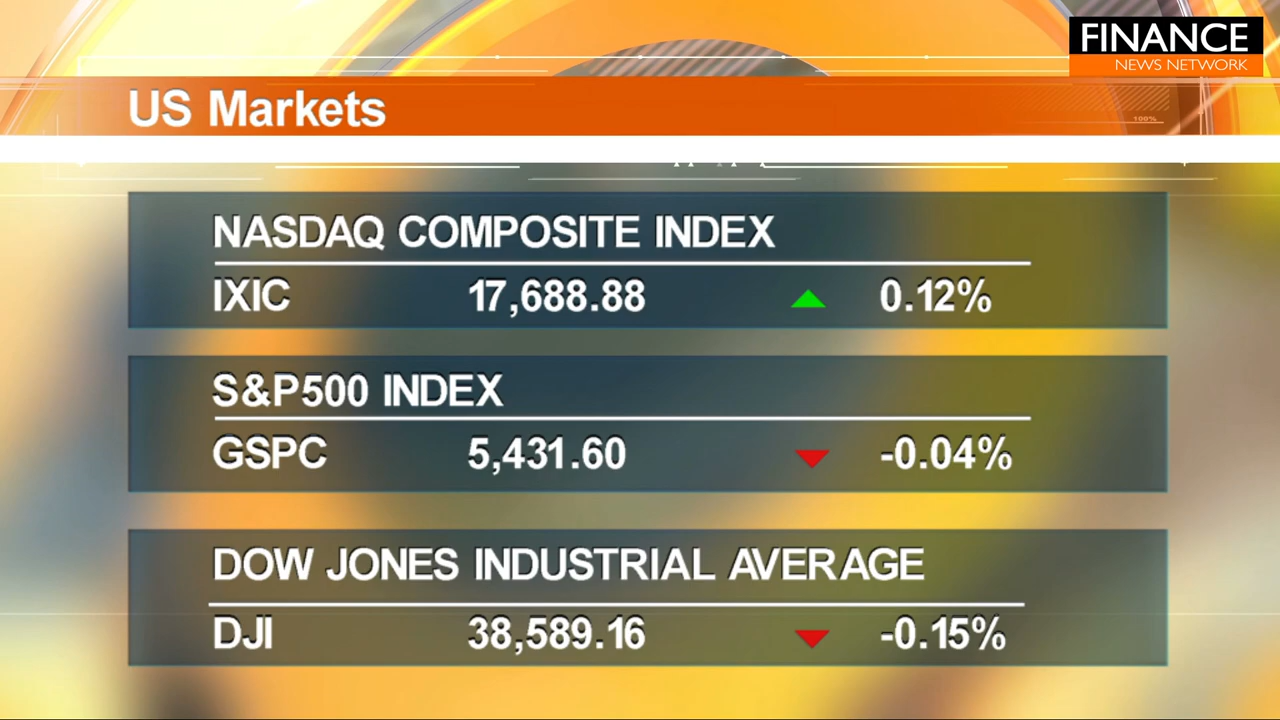 FINANCE
NEWS NETWORK
US Markets
100%
NASDAQ COMPOSITE INDEX
IXIC 17,688.88 0.12%
S&P500 INDEX
GSPC 5,431.60 -0.04%
DOW JONES INDUSTRIAL AVERAGE
DJI 38,589.16 -0.15%